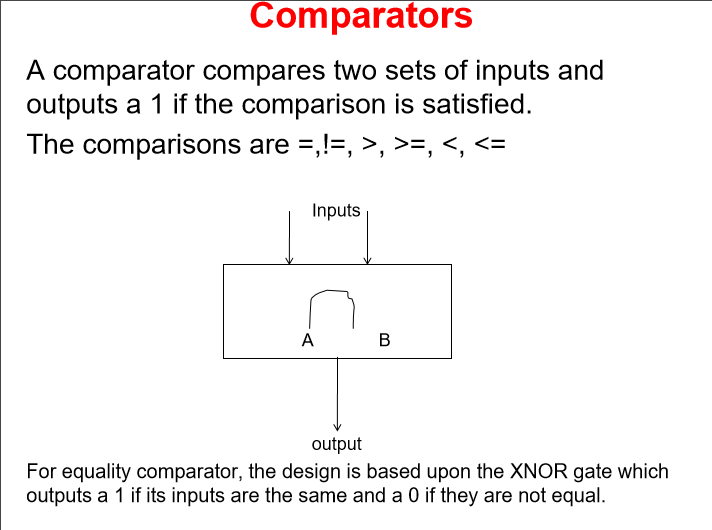 Comparators
A comparator compares two sets of inputs and
outputs a 1 if the comparison is satisfied.
The comparisons are =,!=, >, >=, <, <=
Inputs
A B
output
For equality comparator, the design is based upon the XNOR gate which
outputs a 1 if its inputs are the same and a 0 if they are not equal.